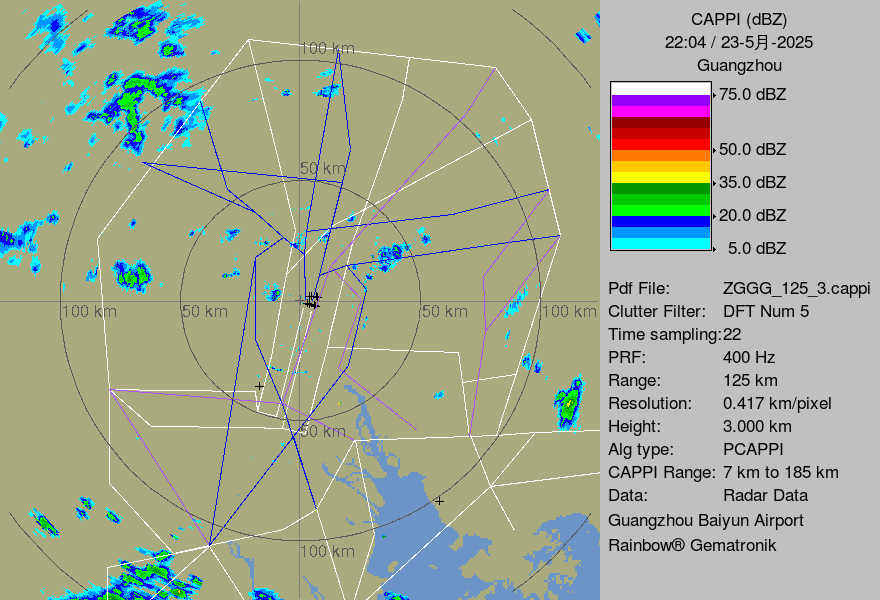 CAPPI (dBZ)
22:04 / 23-5月-2025
Guangzhou
75.0 dBZ
50.0 dBZ
35.0 dBZ
20.0 dBZ
5.0 dBZ
Pdf File: ZGGG_125_3.cappi
Clutter Filter: DFT Num 5
Time sampling:22
PRF: 400 Hz
Range: 125 km
Resolution: 0.417 km/pixel
Height: 3.000 km
Alg type: PCAPPI
CAPPI Range: 7 km to 185 km
Data: Radar Data
Guangzhou Baiyun Airport
Rainbow® Gematronik
100 km
50 km
100 km
50 km
50 km
100 km
50 km
100 km